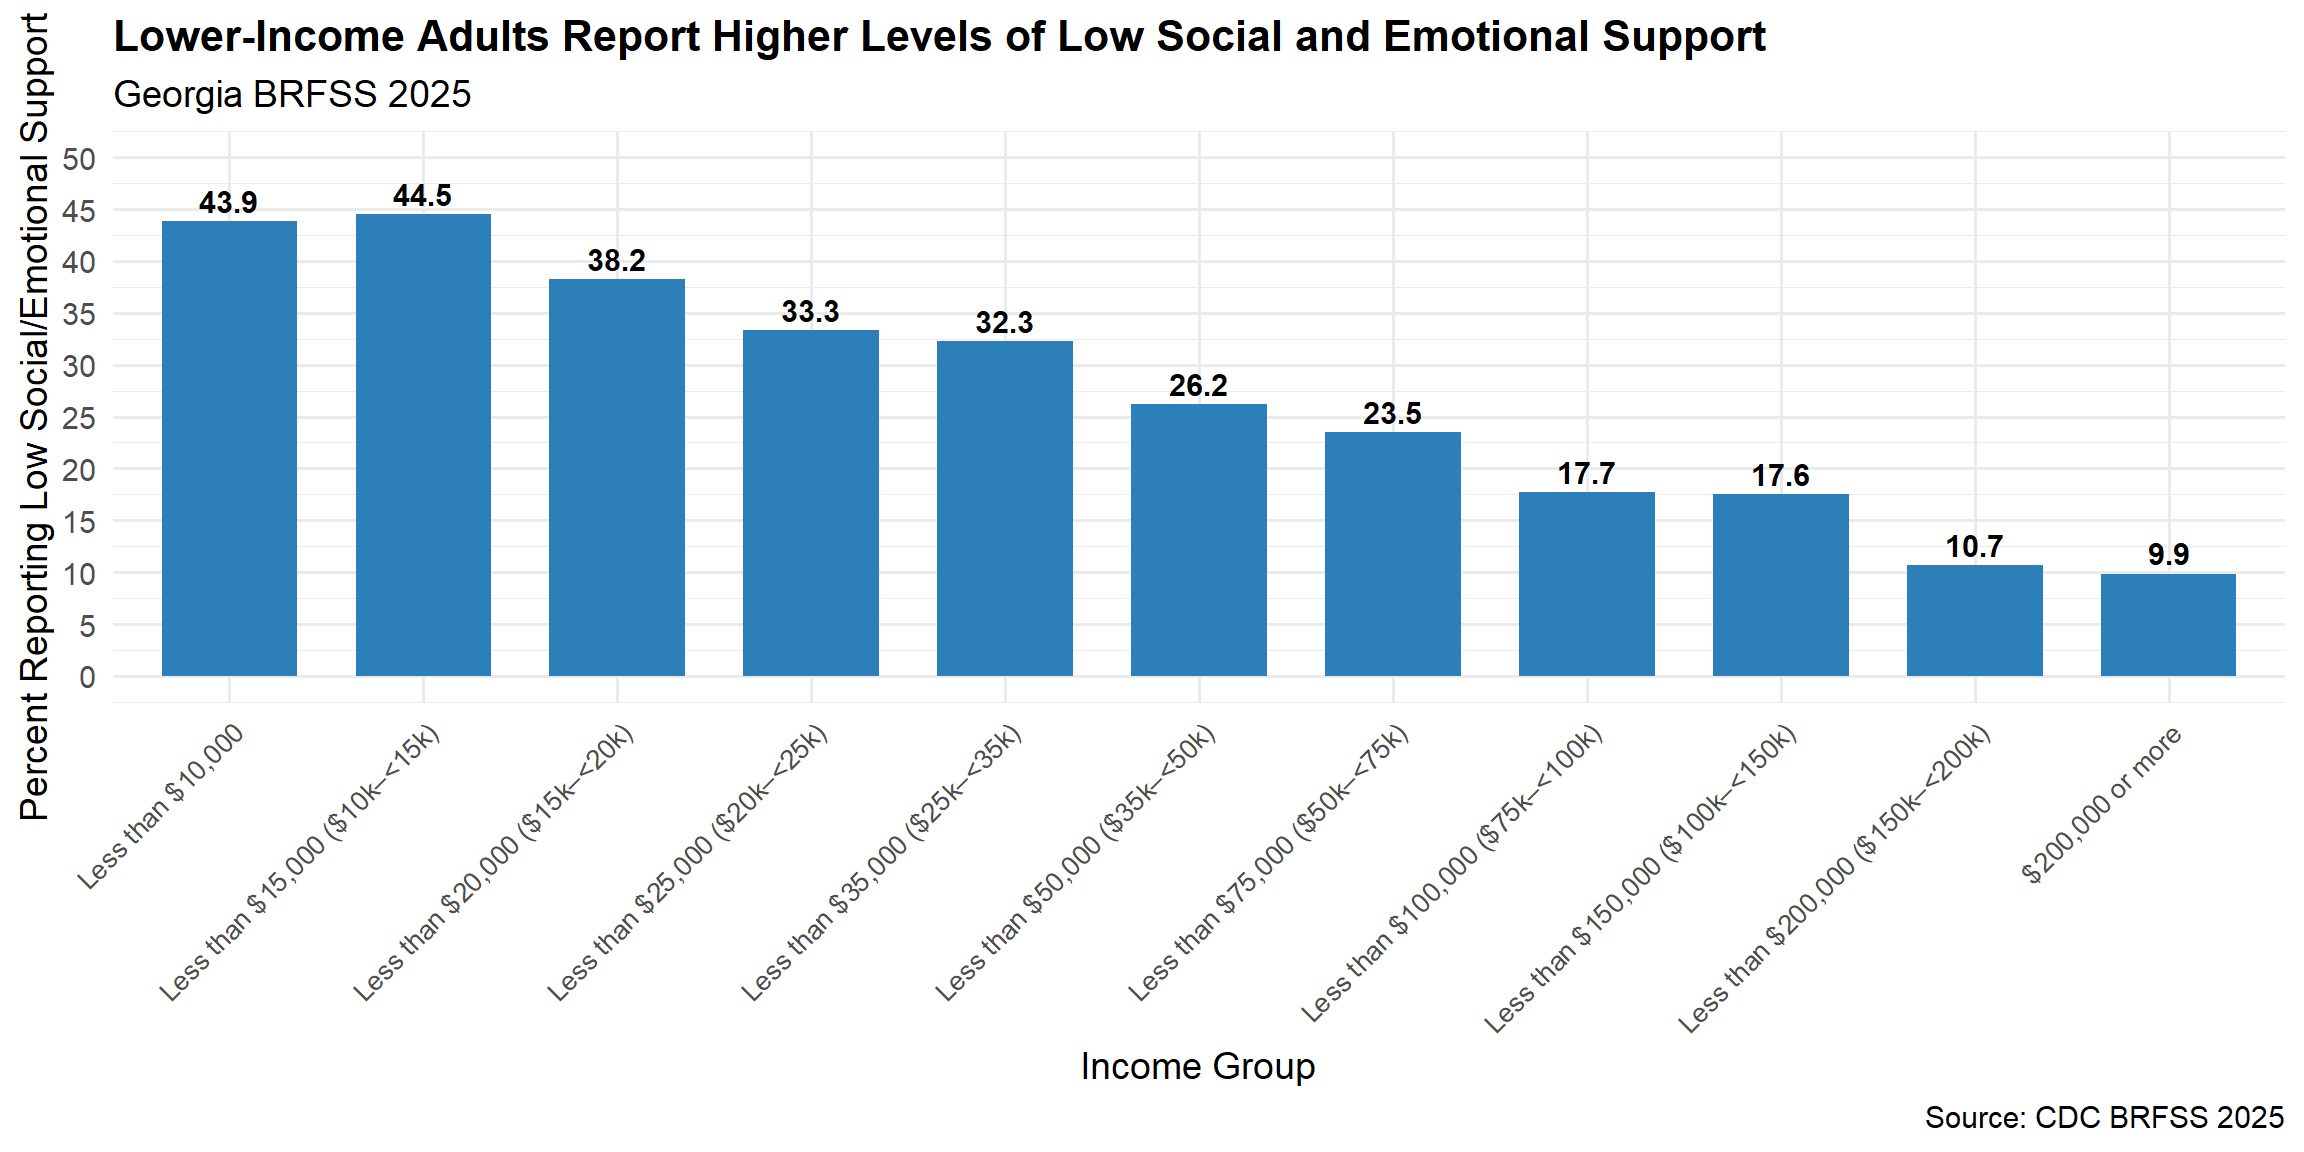 Lower-Income Adults Report Higher Levels of Low Social and Emotional Support
Georgia BRFSS 2025
Percent Reporting Low Social/Emotional Support
50
45
40
35
30
25
20
15
10
5
0
43.9
44.5
38.2
33.3
32.3
26.2
23.5
17.7
17.6
10.7
9.9
Less than $10,000
Less than $15,000 ($10k–<15k)
Less than $20,000 ($15k–<20k)
Less than $25,000 ($20k–<25k)
Less than $35,000 ($25k–<35k)
Less than $50,000 ($35k–<50k)
Less than $75,000 ($50k–<75k)
Less than $100,000 ($75k–<100k)
Less than $150,000 ($100k–<150k)
Less than $200,000 ($150k–<200k)
$200,000 or more
Income Group
Source: CDC BRFSS 2025